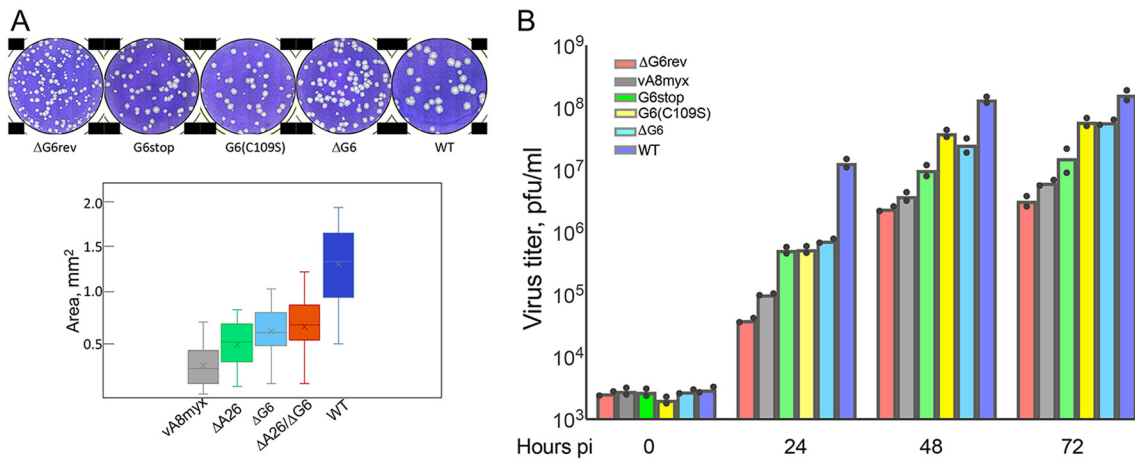 A
ΔG6rev G6stop G6(C109S) ΔG6 WT
Area, mm²
2.0
1.5
1.0
0.5
vA8myx ΔA26 ΔG6 ΔA26/ΔG6 WT
B
Virus titer, pfu/ml
10⁹
10⁸
10⁷
10⁶
10⁵
10⁴
10³
ΔG6rev
vA8myx
G6stop
G6(C109S)
ΔG6
WT
Hours pi 0 24 48 72